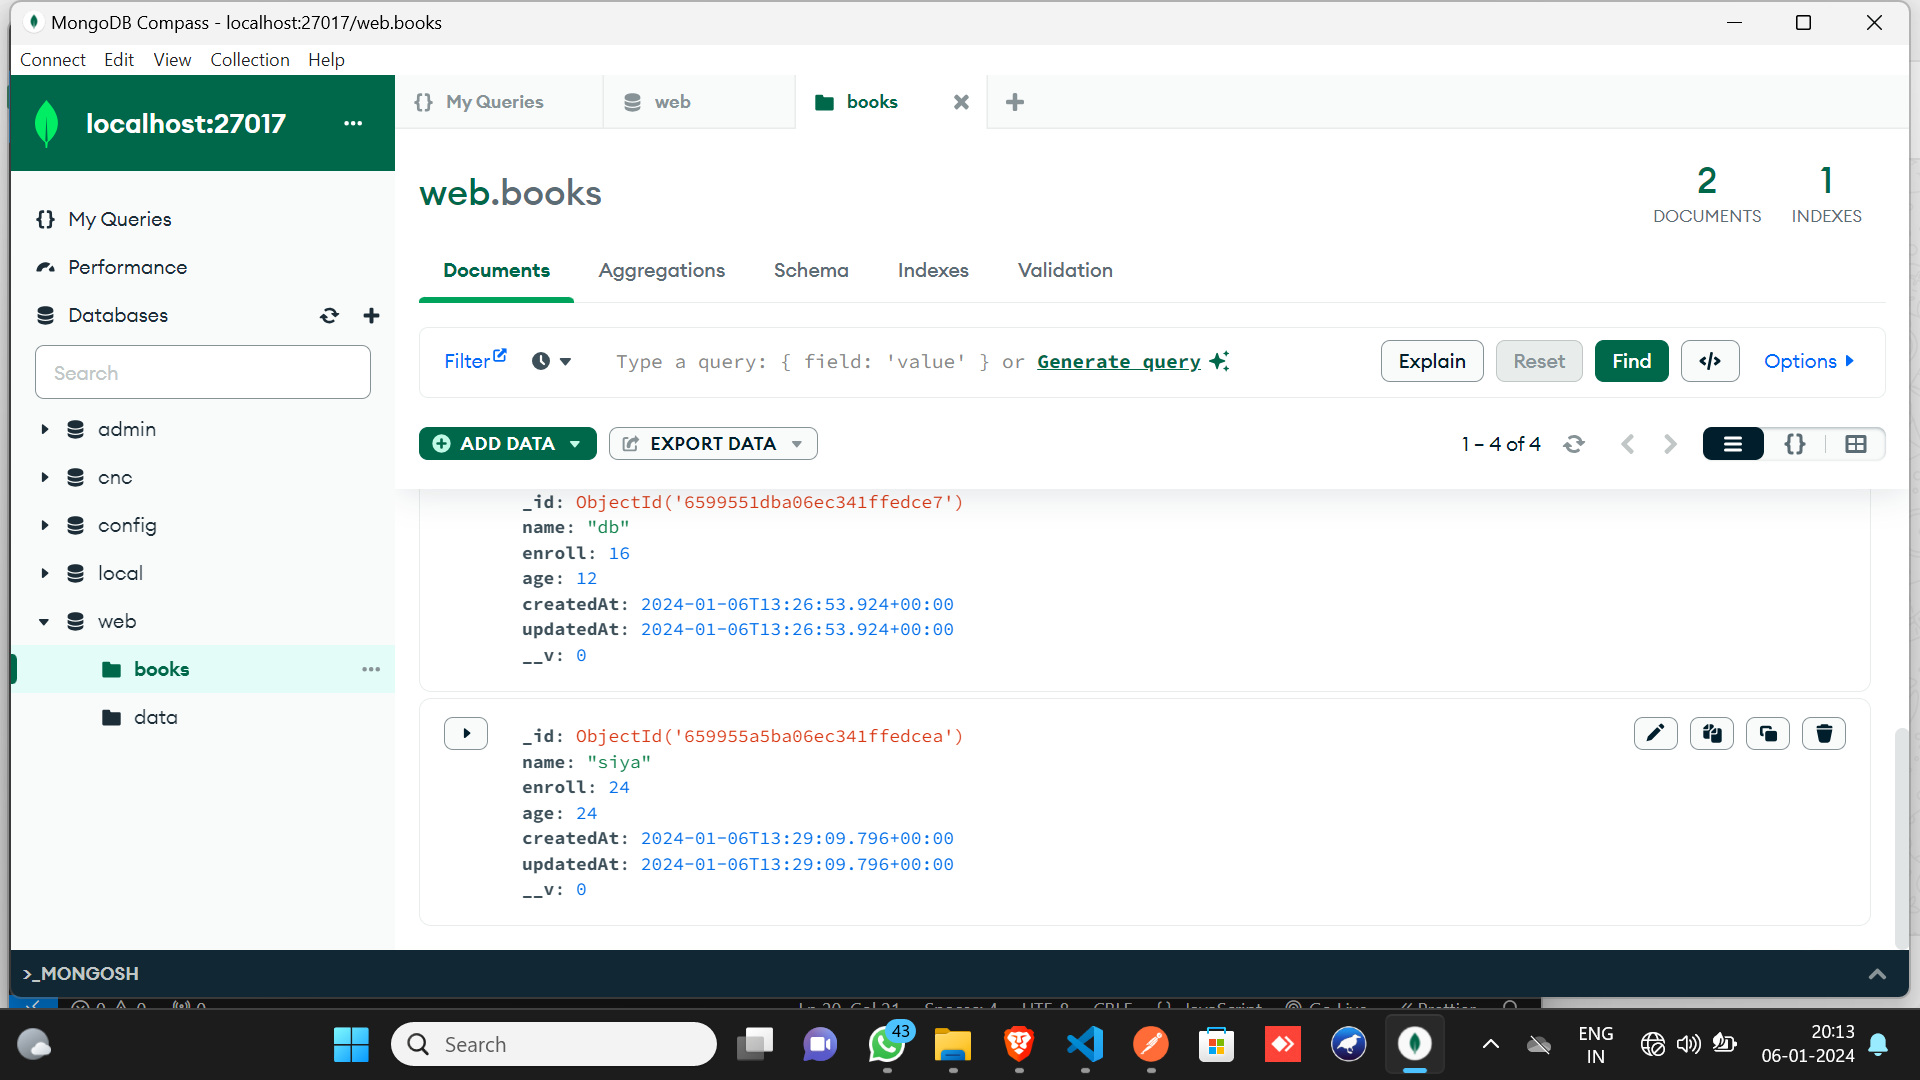 MongoDB Compass - localhost:27017/web.books
Connect Edit View Collection Help
localhost:27017 ...
{} My Queries
web
books
web.books
2
DOCUMENTS
1
INDEXES
{} My Queries
Performance
Databases
Search
admin
cnc
config
local
web
books
data
Documents Aggregations Schema Indexes Validation
Filter
Type a query: { field: 'value' } or Generate query
Explain Reset Find </> Options
ADD DATA
EXPORT DATA
1 – 4 of 4
{}
_id: ObjectId('6599551dba06ec341ffedce7')
name: "db"
enroll: 16
age: 12
createdAt: 2024-01-06T13:26:53.924+00:00
updatedAt: 2024-01-06T13:26:53.924+00:00
__v: 0
_id: ObjectId('659955a5ba06ec341ffedcea')
name: "siya"
enroll: 24
age: 24
createdAt: 2024-01-06T13:29:09.796+00:00
updatedAt: 2024-01-06T13:29:09.796+00:00
__v: 0
>_MONGOSH
Search
43
ENG
IN
20:13
06-01-2024